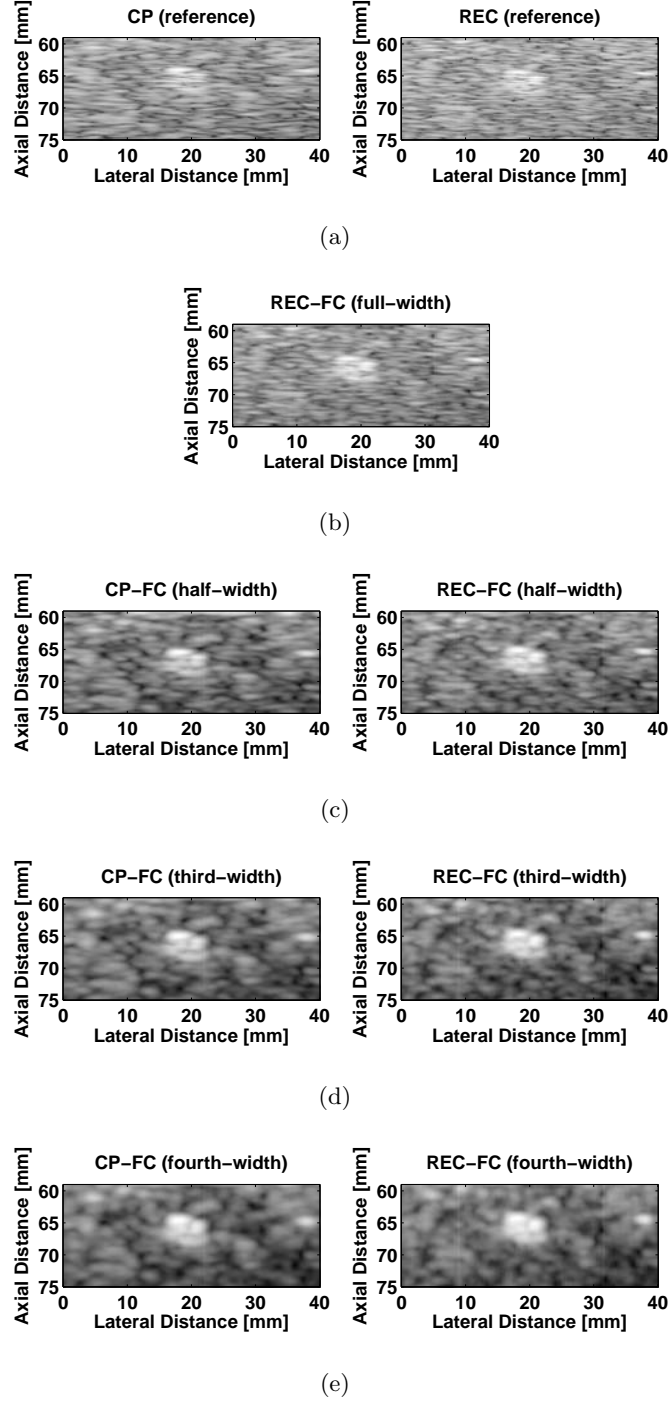 CP (reference)
REC (reference)
Axial Distance [mm]
60
65
70
75
0 10 20 30 40
Lateral Distance [mm]
Axial Distance [mm]
60
65
70
75
0 10 20 30 40
Lateral Distance [mm]
(a)
REC−FC (full−width)
Axial Distance [mm]
60
65
70
75
0 10 20 30 40
Lateral Distance [mm]
(b)
CP−FC (half−width)
REC−FC (half−width)
Axial Distance [mm]
60
65
70
75
0 10 20 30 40
Lateral Distance [mm]
Axial Distance [mm]
60
65
70
75
0 10 20 30 40
Lateral Distance [mm]
(c)
CP−FC (third−width)
REC−FC (third−width)
Axial Distance [mm]
60
65
70
75
0 10 20 30 40
Lateral Distance [mm]
Axial Distance [mm]
60
65
70
75
0 10 20 30 40
Lateral Distance [mm]
(d)
CP−FC (fourth−width)
REC−FC (fourth−width)
Axial Distance [mm]
60
65
70
75
0 10 20 30 40
Lateral Distance [mm]
Axial Distance [mm]
60
65
70
75
0 10 20 30 40
Lateral Distance [mm]
(e)